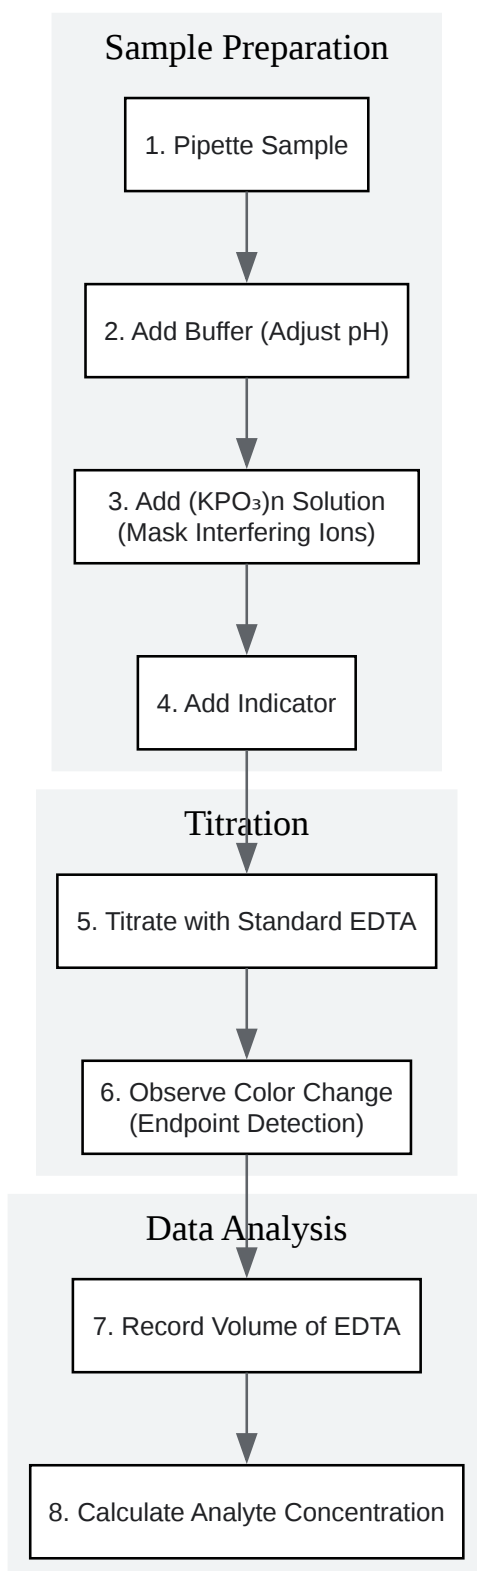 Sample Preparation
1. Pipette Sample
2. Add Buffer (Adjust pH)
3. Add (KPO₃)n Solution
(Mask Interfering Ions)
4. Add Indicator
Titration
5. Titrate with Standard EDTA
6. Observe Color Change
(Endpoint Detection)
Data Analysis
7. Record Volume of EDTA
8. Calculate Analyte Concentration